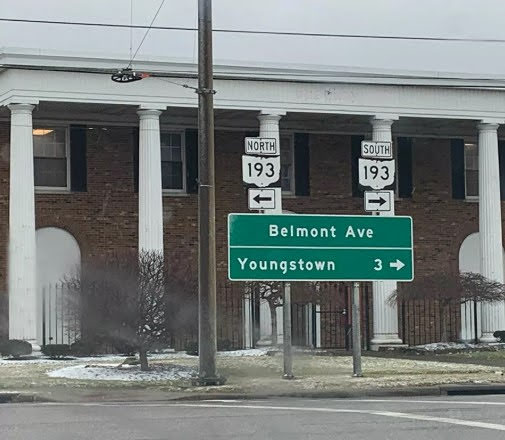 NORTH
193
SOUTH
193
Belmont Ave
Youngstown 3 →